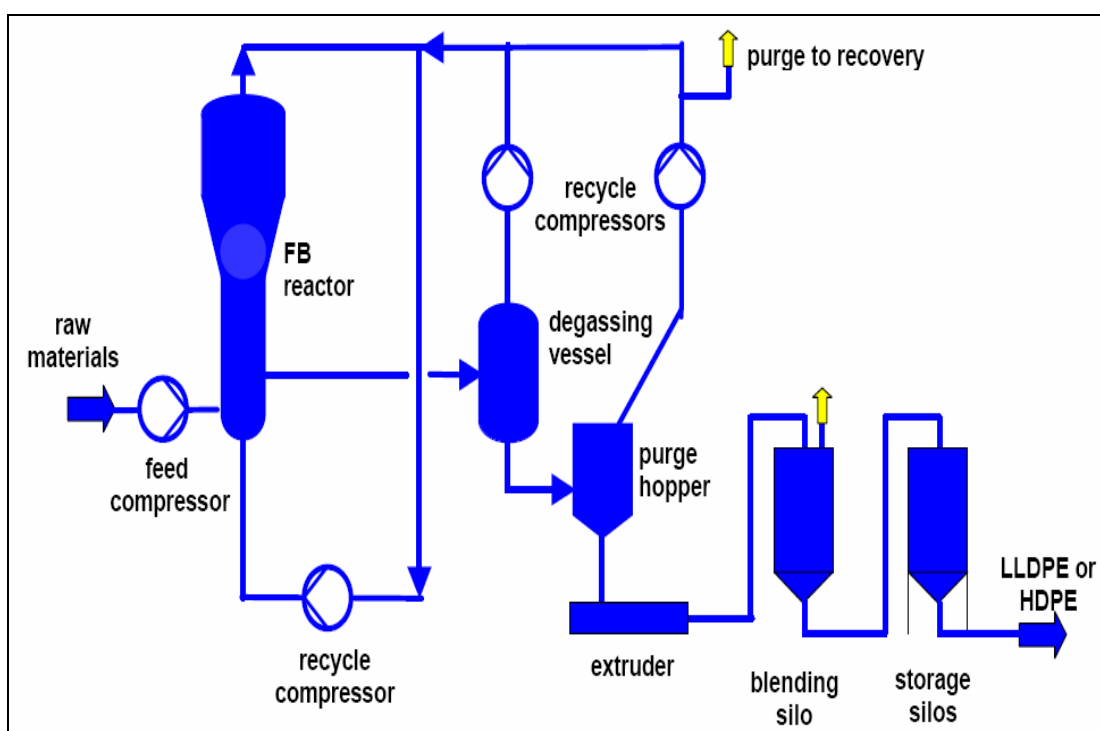 purge to recovery
recycle
compressors
FB
reactor
degassing
vessel
raw
materials
feed
compressor
purge
hopper
LLDPE or
HDPE
recycle
compressor
extruder
blending
silo
storage
silos